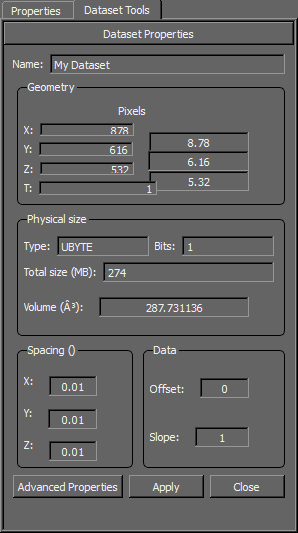 Properties Dataset Tools
Dataset Properties
Name: My Dataset
Geometry
Pixels
X: 878 8.78
Y: 616 6.16
Z: 532 5.32
T: 1
Physical size
Type: UBYTE Bits: 1
Total size (MB): 274
Volume (Å³): 287.731136
Spacing () Data
X: 0.01
Offset: 0
Y: 0.01
Slope: 1
Z: 0.01
Advanced Properties Apply Close